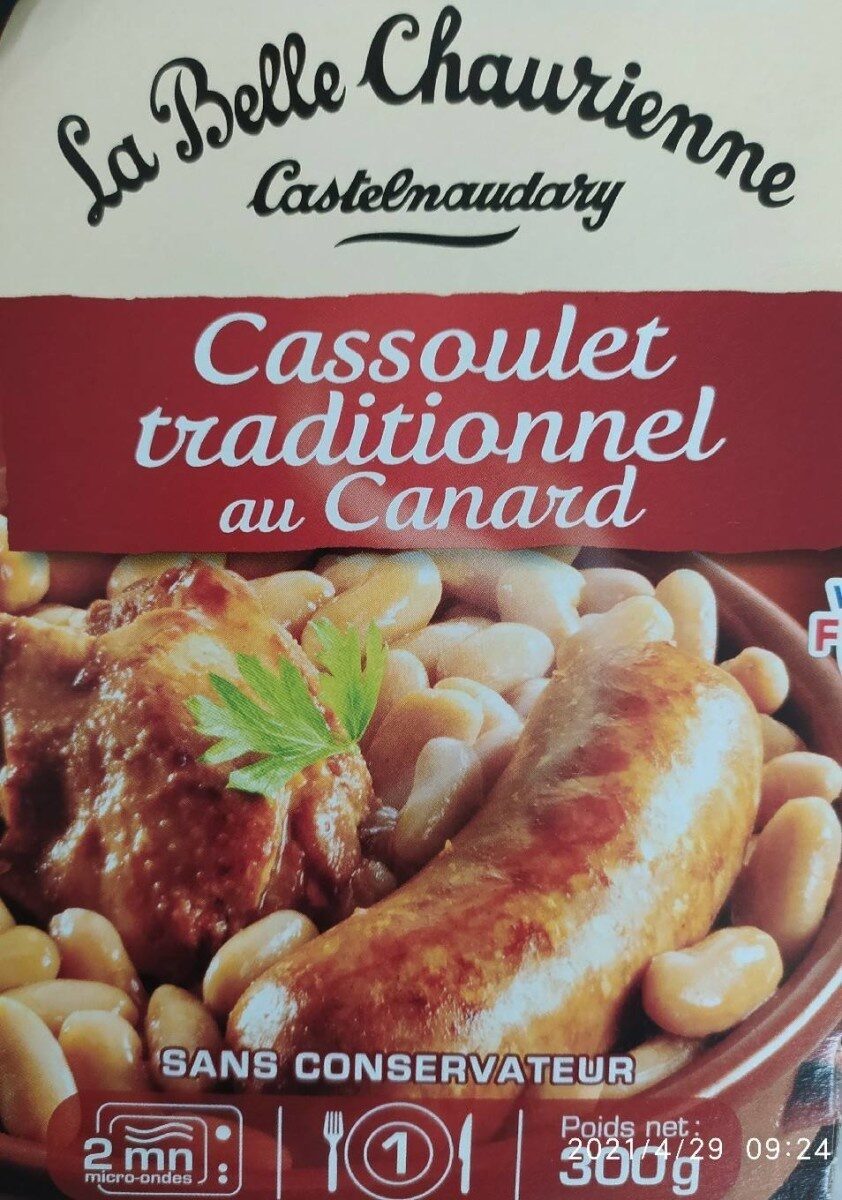 La Belle Chaurienne
Castelnaudary
Cassoulet
traditionnel
au Canard
F
SANS CONSERVATEUR
2 mn
micro-ondes
1
Poids net :
300g
2021/4/29 09:24